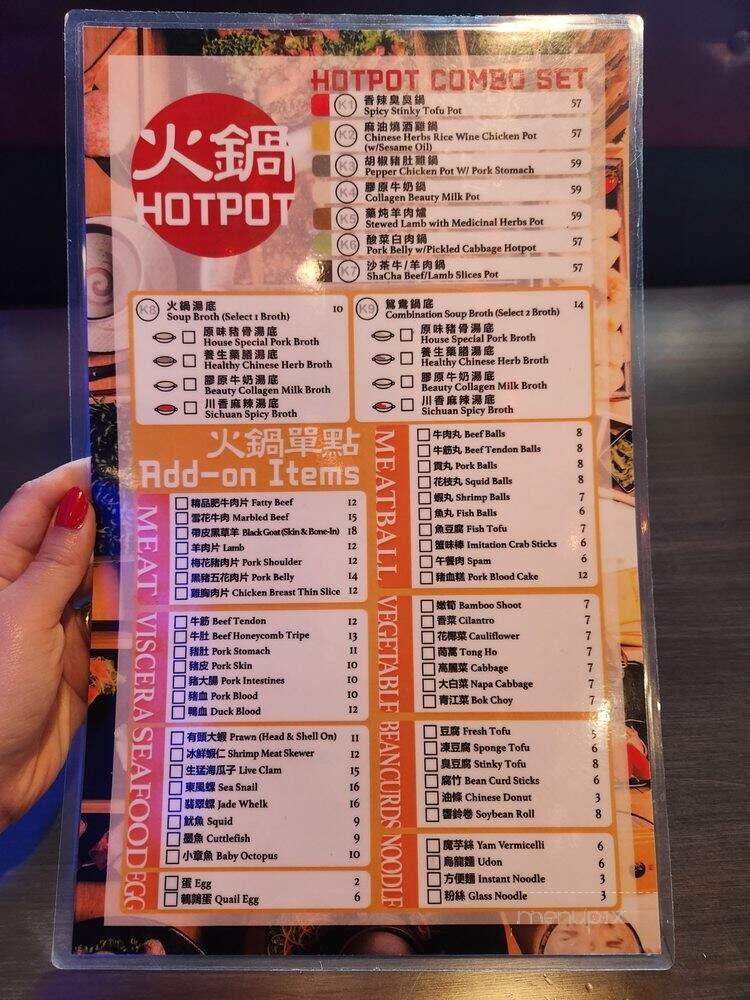 火鍋
HOTPOT
HOTPOT COMBO SET
K1 香辣臭臭鍋 57
Spicy Stinky Tofu Pot
K2 麻油燒酒雞鍋 57
Chinese Herbs Rice Wine Chicken Pot
(w/Sesame Oil)
K3 胡椒豬肚雞鍋 59
Pepper Chicken Pot W/ Pork Stomach
K4 膠原牛奶鍋 59
Collagen Beauty Milk Pot
K5 藥炖羊肉爐 59
Stewed Lamb with Medicinal Herbs Pot
K6 酸菜白肉鍋 57
Pork Belly w/Pickled Cabbage Hotpot
K7 沙茶牛/羊肉鍋 57
ShaCha Beef/Lamb Slices Pot
K8 火鍋湯底 10
Soup Broth (Select 1 Broth)
原味豬骨湯底
House Special Pork Broth
養生藥膳湯底
Healthy Chinese Herb Broth
膠原牛奶湯底
Beauty Collagen Milk Broth
川香麻辣湯底
Sichuan Spicy Broth
K9 鴛鴦鍋底 14
Combination Soup Broth (Select 2 Broth)
原味豬骨湯底
House Special Pork Broth
養生藥膳湯底
Healthy Chinese Herb Broth
膠原牛奶湯底
Beauty Collagen Milk Broth
川香麻辣湯底
Sichuan Spicy Broth
火鍋單點
Add-on Items
MEAT
精品肥牛肉片 Fatty Beef 12
雪花牛肉 Marbled Beef 15
帶皮黑草羊 Black Goat (Skin & Bone-In) 18
羊肉片 Lamb 12
梅花豬肉片 Pork Shoulder 12
黑豬五花肉片 Pork Belly 14
雞胸肉片 Chicken Breast Thin Slice 12
VISCERA
牛筋 Beef Tendon 12
牛肚 Beef Honeycomb Tripe 13
豬肚 Pork Stomach 11
豬皮 Pork Skin 10
豬大腸 Pork Intestines 10
豬血 Pork Blood 10
鴨血 Duck Blood 12
SEAFOOD
有頭大蝦 Prawn (Head & Shell On) 11
冰鮮蝦仁 Shrimp Meat Skewer 12
生猛海瓜子 Live Clam 15
東風螺 Sea Snail 16
翡翠螺 Jade Whelk 16
魷魚 Squid 9
墨魚 Cuttlefish 9
小章魚 Baby Octopus 10
EGG
蛋 Egg 2
鵪鶉蛋 Quail Egg 6
MEATBALL
牛肉丸 Beef Balls 8
牛筋丸 Beef Tendon Balls 8
貢丸 Pork Balls 8
花枝丸 Squid Balls 8
蝦丸 Shrimp Balls 7
魚丸 Fish Balls 6
魚豆腐 Fish Tofu 7
蟹味棒 Imitation Crab Sticks 6
午餐肉 Spam 6
豬血糕 Pork Blood Cake 12
VEGETABLE
嫩筍 Bamboo Shoot 7
香菜 Cilantro 7
花椰菜 Cauliflower 7
茼蒿 Tong Ho 7
高麗菜 Cabbage 7
大白菜 Napa Cabbage 7
青江菜 Bok Choy 7
BEANCURDS
豆腐 Fresh Tofu 5
凍豆腐 Sponge Tofu 6
臭豆腐 Stinky Tofu 8
腐竹 Bean Curd Sticks 6
油條 Chinese Donut 3
響鈴卷 Soybean Roll 8
NOODLE
魔芋絲 Yam Vermicelli 6
烏龍麵 Udon 6
方便麵 Instant Noodle 3
粉絲 Glass Noodle 3
menupix